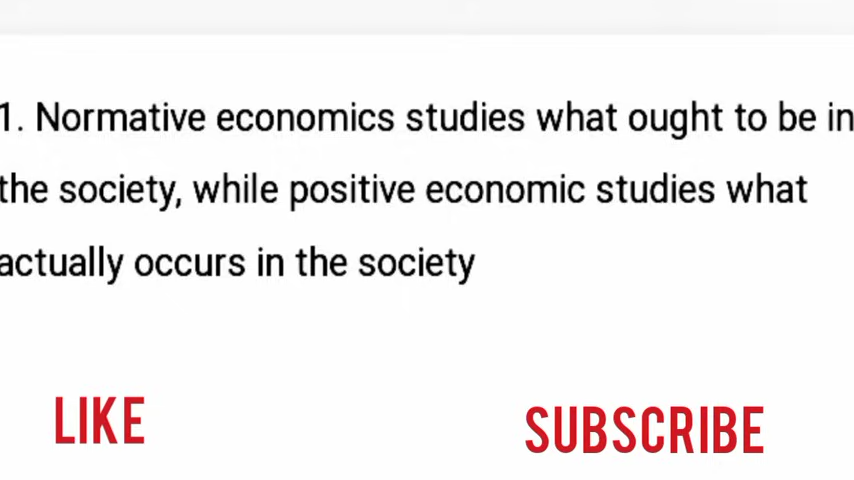 1. Normative economics studies what ought to be in
the society, while positive economic studies what
actually occurs in the society
LIKE
SUBSCRIBE